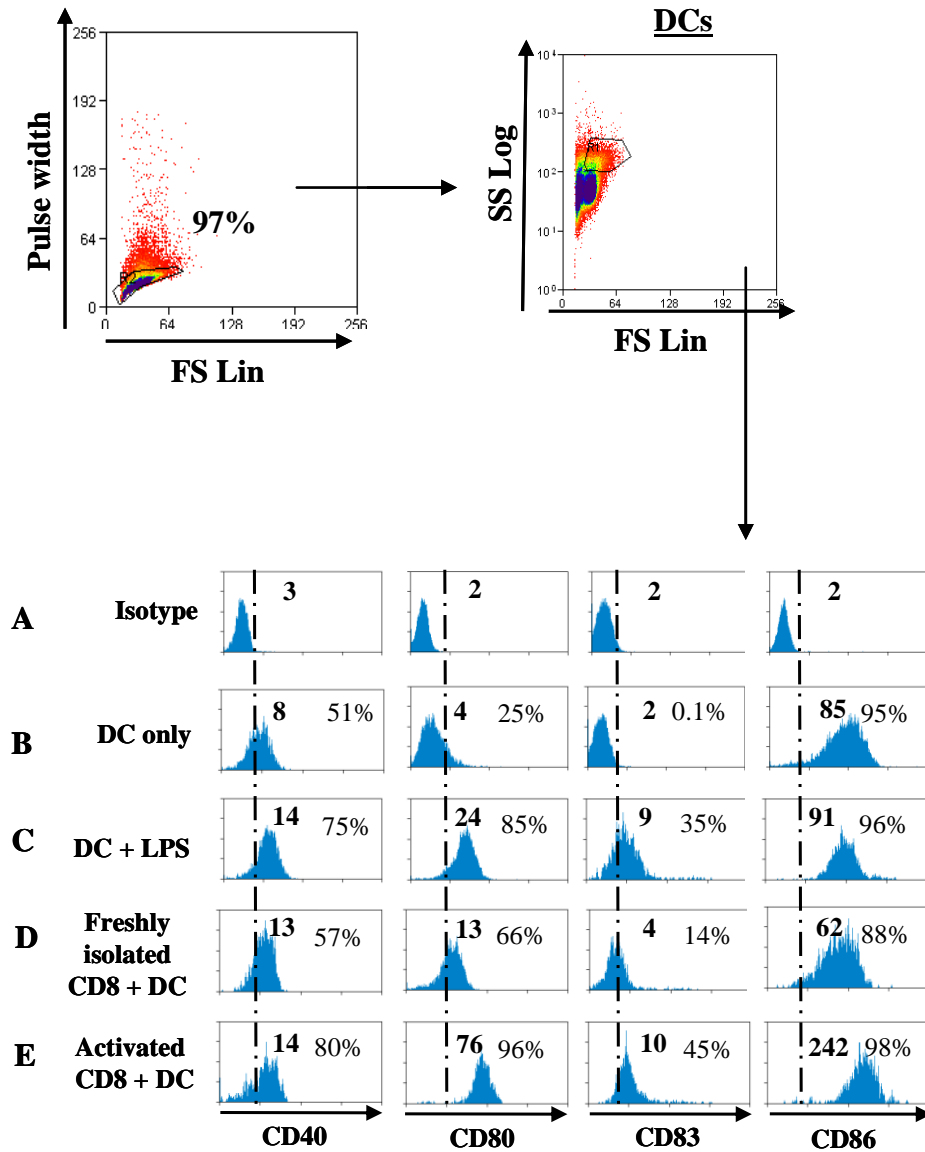 DCs
256
192
128
64
0
Pulse width
97%
R
0 64 128 192 256
FS Lin
10⁴
10³
10²
10¹
10⁰
SS Log
0 64 128 192 256
FS Lin
A Isotype 3 2 2 2
B DC only 8 51% 4 25% 2 0.1% 85 95%
C DC + LPS 14 75% 24 85% 9 35% 91 96%
D Freshly isolated CD8 + DC 13 57% 13 66% 4 14% 62 88%
E Activated CD8 + DC 14 80% 76 96% 10 45% 242 98%
CD40 CD80 CD83 CD86